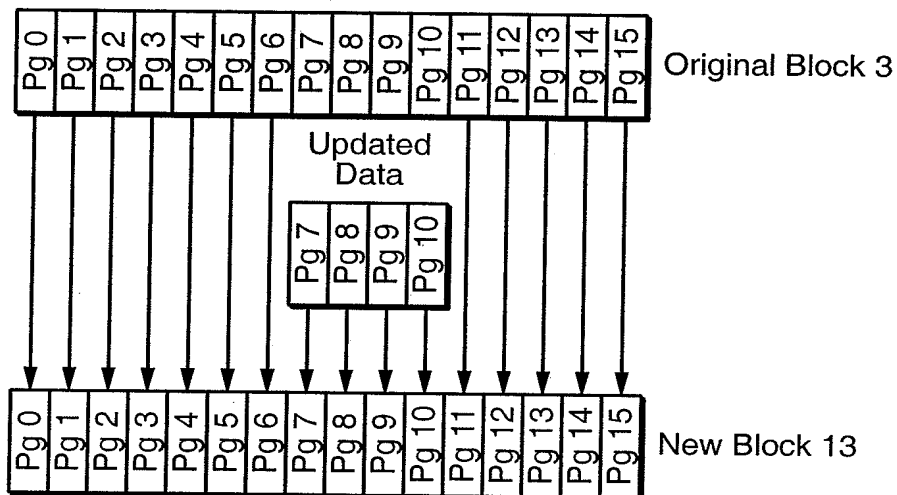 Pg 0 Pg 1 Pg 2 Pg 3 Pg 4 Pg 5 Pg 6 Pg 7 Pg 8 Pg 9 Pg 10 Pg 11 Pg 12 Pg 13 Pg 14 Pg 15 Original Block 3
Updated
Data
Pg 7 Pg 8 Pg 9 Pg 10
Pg 0 Pg 1 Pg 2 Pg 3 Pg 4 Pg 5 Pg 6 Pg 7 Pg 8 Pg 9 Pg 10 Pg 11 Pg 12 Pg 13 Pg 14 Pg 15 New Block 13